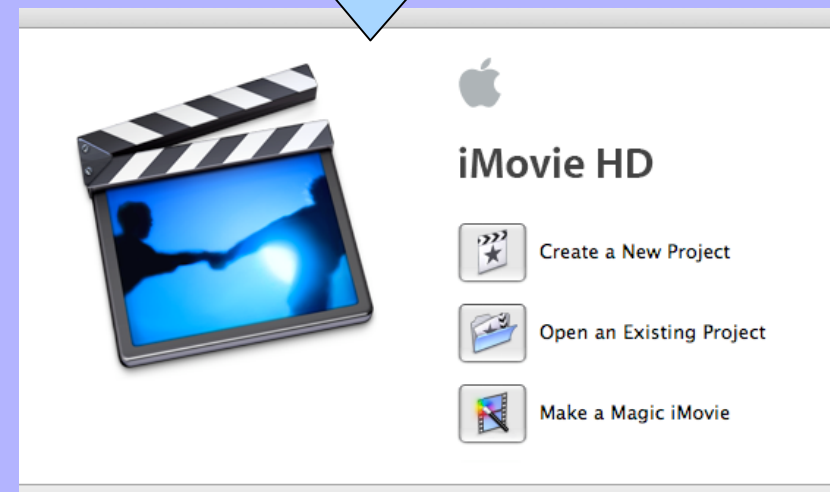 iMovie HD
Create a New Project
Open an Existing Project
Make a Magic iMovie